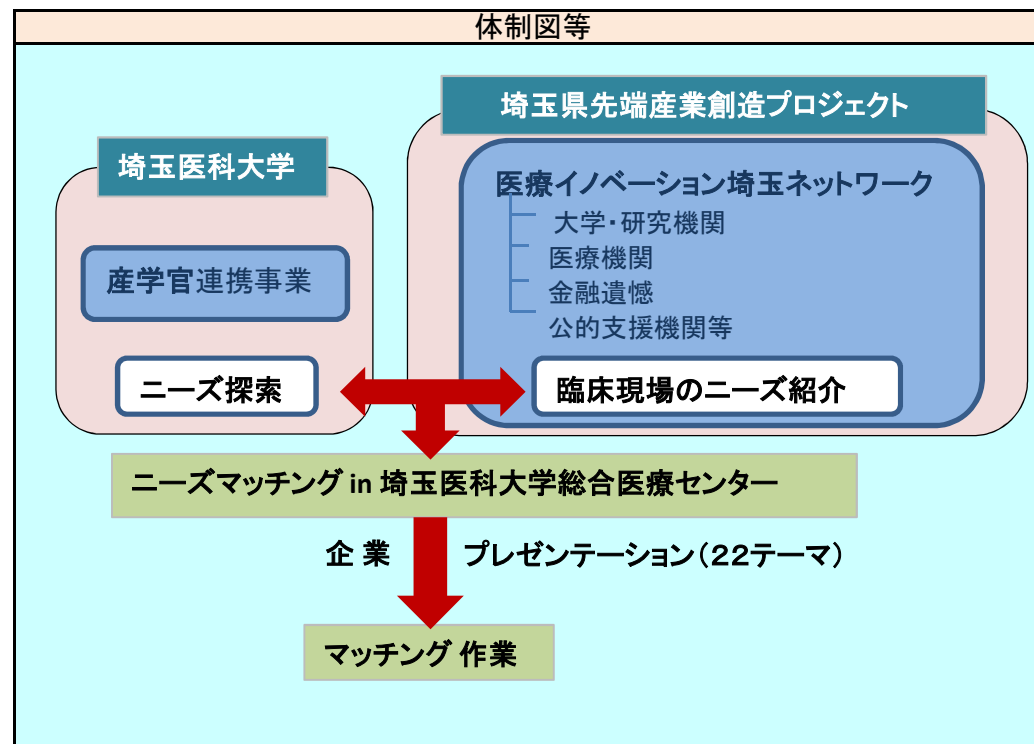 体制図等
埼玉県先端産業創造プロジェクト
埼玉医科大学
医療イノベーション埼玉ネットワーク
大学・研究機関
医療機関
金融遺憾
公的支援機関等
産学官連携事業
ニーズ探索
臨床現場のニーズ紹介
ニーズマッチング in 埼玉医科大学総合医療センター
企 業 プレゼンテーション（２２テーマ）
マッチング 作業